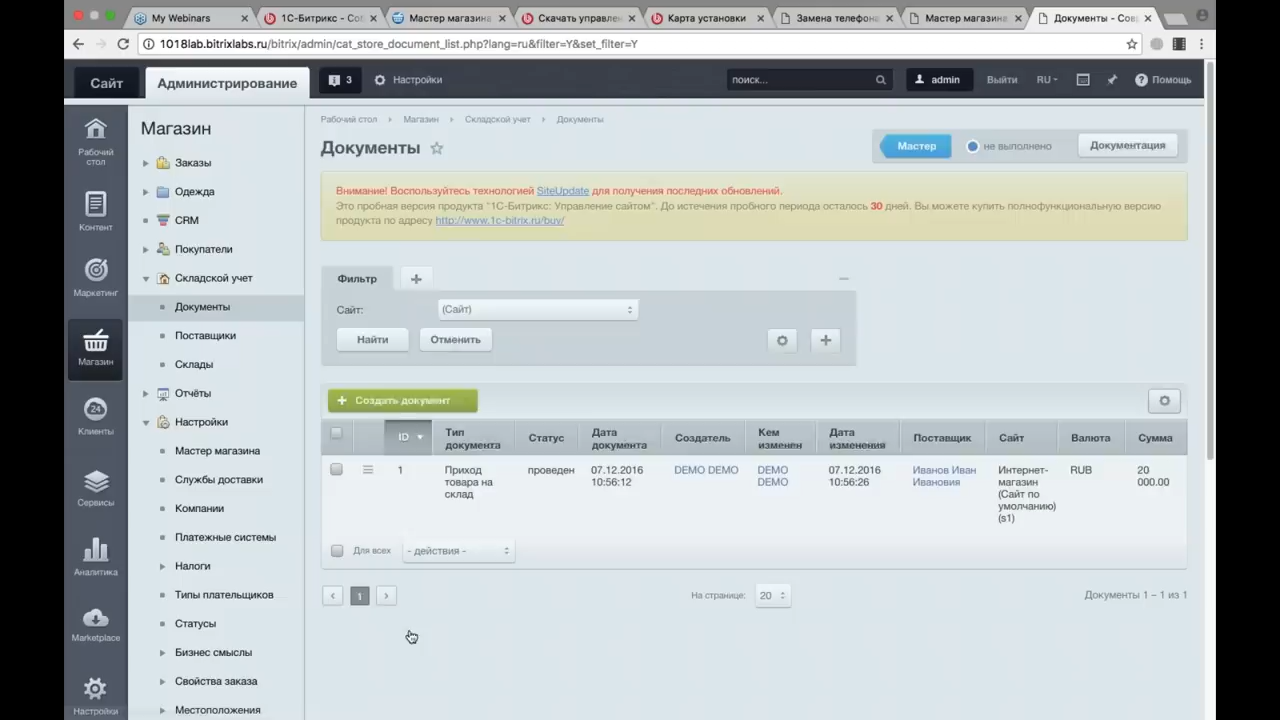 My Webinars
1С-Битрикс - Соп
Мастер магазина
Скачать управлен
Карта установки
Замена телефона
Мастер магазина
Документы - Сов
1018lab.bitrixlabs.ru/bitrix/admin/cat_store_document_list.php?lang=ru&filter=Y&set_filter=Y
Сайт
Администрирование
3
Настройки
поиск...
admin
Выйти
RU
Помощь
Рабочий стол
Контент
Маркетинг
Магазин
24
Клиенты
Сервисы
Аналитика
Marketplace
Настройки
Магазин
Заказы
Одежда
CRM
Покупатели
Складской учет
Документы
Поставщики
Склады
Отчёты
Настройки
Мастер магазина
Службы доставки
Компании
Платежные системы
Налоги
Типы плательщиков
Статусы
Бизнес смыслы
Свойства заказа
Местоположения
Рабочий стол Магазин Складской учет Документы
Документы
Мастер
не выполнено
Документация
Внимание! Воспользуйтесь технологией SiteUpdate для получения последних обновлений.
Это пробная версия продукта "1С-Битрикс: Управление сайтом". До истечения пробного периода осталось 30 дней. Вы можете купить полнофункциональную версию
продукта по адресу http://www.1c-bitrix.ru/buy/
Фильтр
Сайт: (Сайт)
Найти
Отменить
Создать документ
ID
Тип документа
Статус
Дата документа
Создатель
Кем изменен
Дата изменения
Поставщик
Сайт
Валюта
Сумма
1
Приход товара на склад
проведен
07.12.2016 10:56:12
DEMO DEMO
DEMO DEMO
07.12.2016 10:56:26
Иванов Иван Ивановия
Интернет-магазин (Сайт по умолчанию) (s1)
RUB
20 000.00
Для всех
- действия -
1
На странице: 20
Документы 1 – 1 из 1